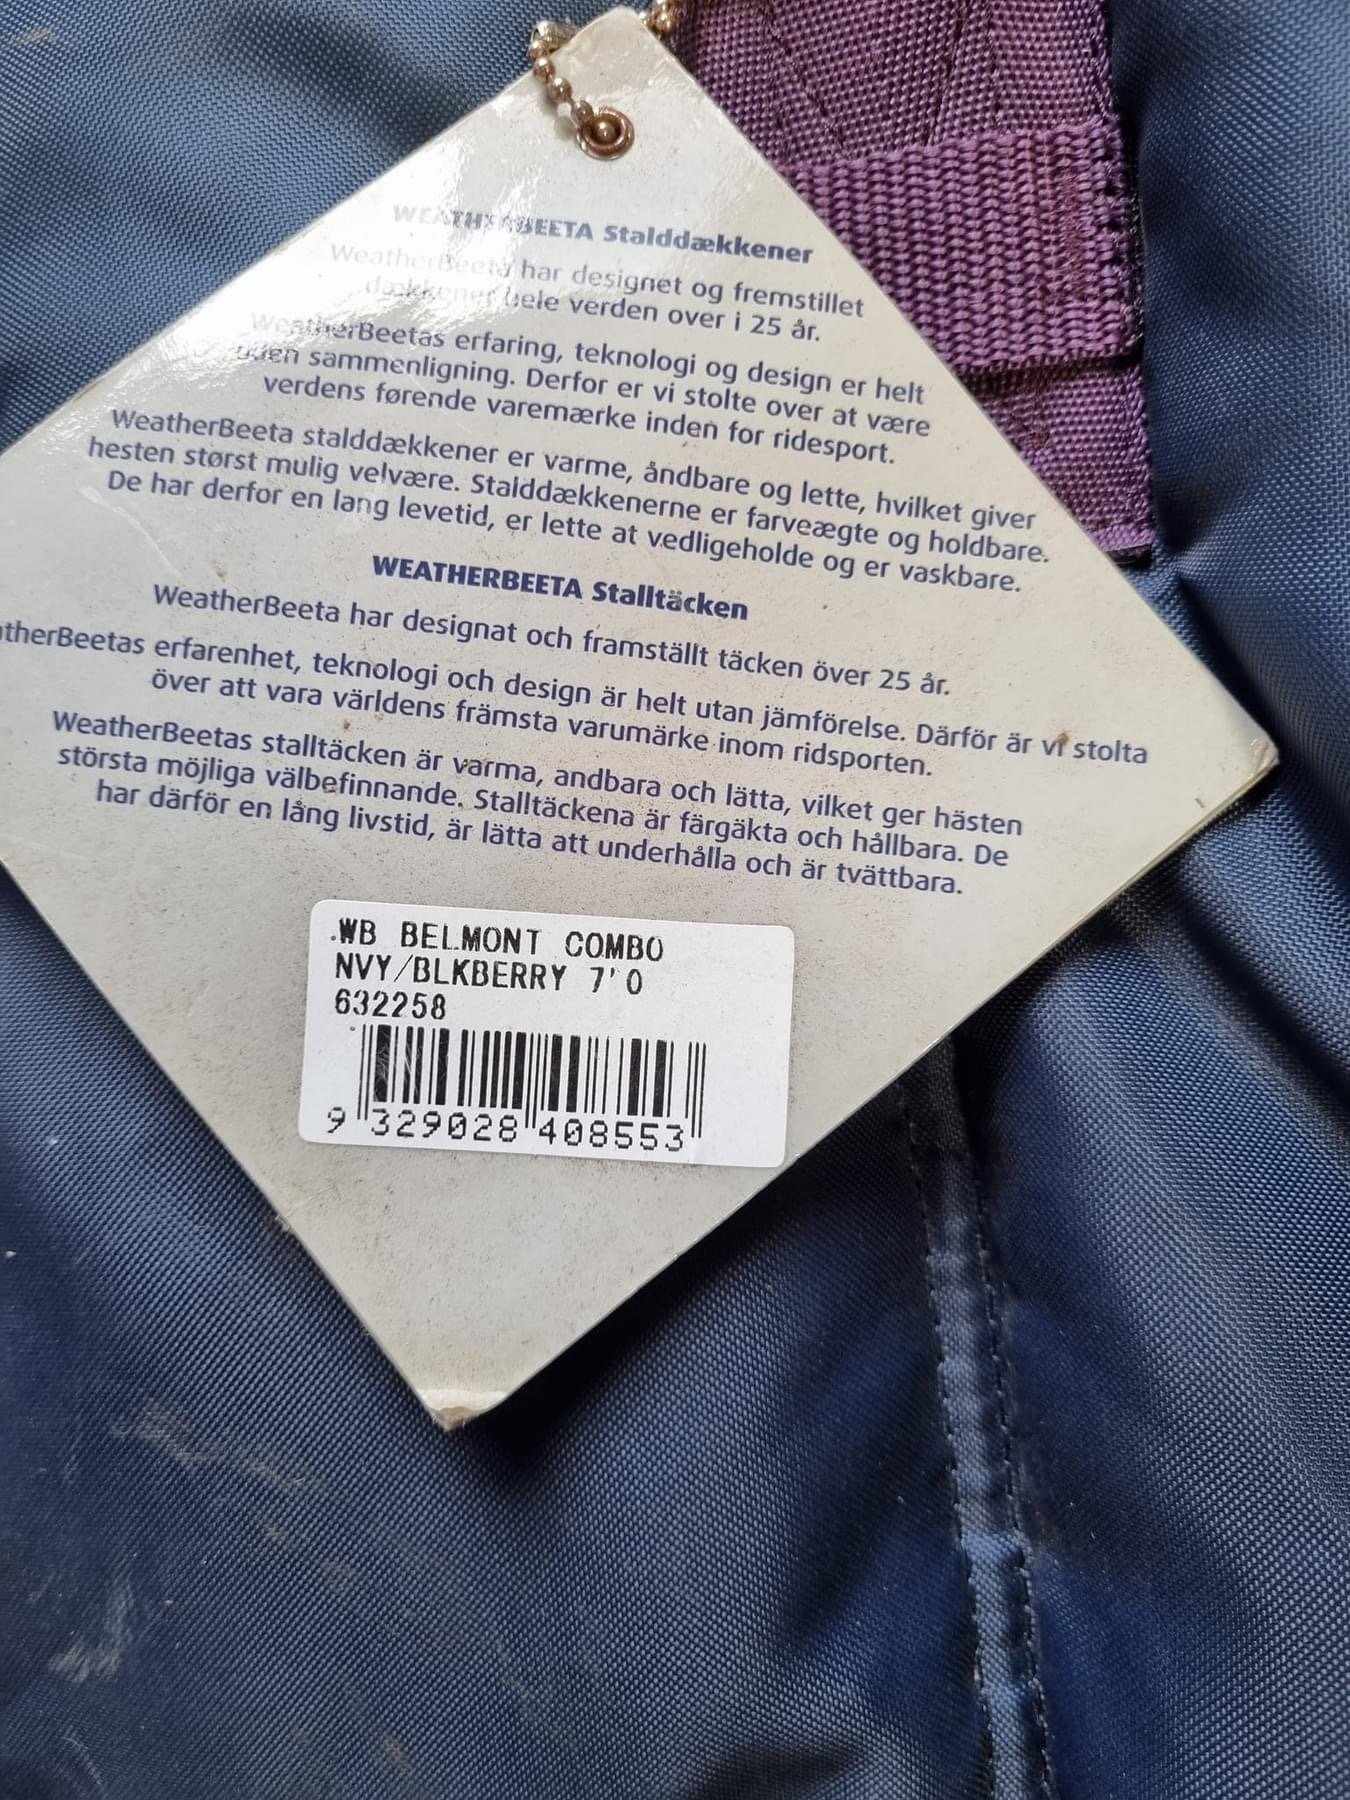 WEATHERBEETA Stalddækkener
WeatherBeeta har designet og fremstillet
dækkener hele verden over i 25 år.
WeatherBeetas erfaring, teknologi og design er helt
uden sammenligning. Derfor er vi stolte over at være
verdens førende varemærke inden for ridesport.
WeatherBeeta stalddækkener er varme, åndbare og lette, hvilket giver
hesten størst mulig velvære. Stalddækkenerne er farveægte og holdbare.
De har derfor en lang levetid, er lette at vedligeholde og er vaskbare.
WEATHERBEETA Stalltäcken
WeatherBeeta har designat och framställt täcken över 25 år.
therBeetas erfarenhet, teknologi och design är helt utan jämförelse. Därför är vi stolta
över att vara världens främsta varumärke inom ridsporten.
WeatherBeetas stalltäcken är varma, andbara och lätta, vilket ger hästen
största möjliga välbefinnande. Stalltäckena är färgäkta och hållbara. De
har därför en lång livstid, är lätta att underhålla och är tvättbara.
WB BELMONT COMBO
NVY/BLKBERRY 7'0
632258
9 329028 408553